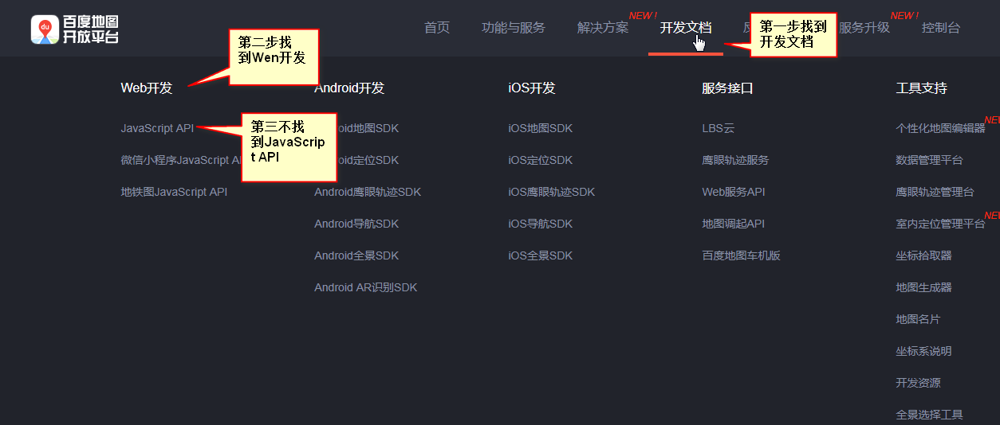 百度地图
开放平台
du
首页
功能与服务
解决方案
NEW !
开发文档
服务升级
NEW !
控制台
第一步找到
开发文档
第二步找
到Wen开发
第三不找
到JavaScrip
t API
Web开发
JavaScript API
微信小程序JavaScript
地铁图JavaScript API
Android开发
Android鹰眼轨迹SDK
Android导航SDK
Android全景SDK
Android AR识别SDK
地图SDK
定位SDK
iOS开发
iOS地图SDK
iOS定位SDK
iOS鹰眼轨迹SDK
iOS导航SDK
iOS全景SDK
服务接口
LBS云
鹰眼轨迹服务
Web服务API
地图调起API
百度地图车机版
工具支持
个性化地图编辑器
数据管理平台
鹰眼轨迹管理台
室内定位管理平台
坐标拾取器
地图生成器
地图名片
坐标系说明
开发资源
全景选择工具